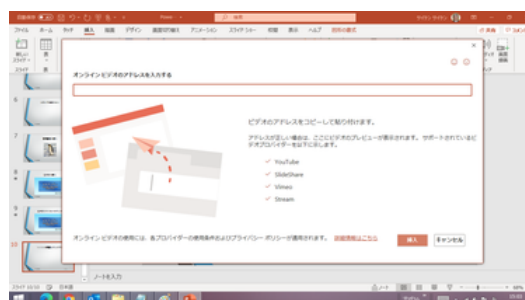 ファイル ホーム 挿入 画面 デザイン 画面切り替え アニメーション スライド ショー 校閲 表示 ヘルプ 図形の書式
オンライン ビデオのアドレスを入力する
ビデオのアドレスをコピーして貼り付けます。
アドレスが正しい場合は、ここにビデオのプレビューが表示されます。サポートされているビ
デオプロバイダーを以下に示します。
YouTube
SlideShare
Vimeo
Stream
オンライン ビデオの使用には、各プロバイダーの使用条件およびプライバシー ポリシーが適用されます。 詳細情報はこちら
挿入 キャンセル
6
7
8
9
10
ノートを入力
日本語